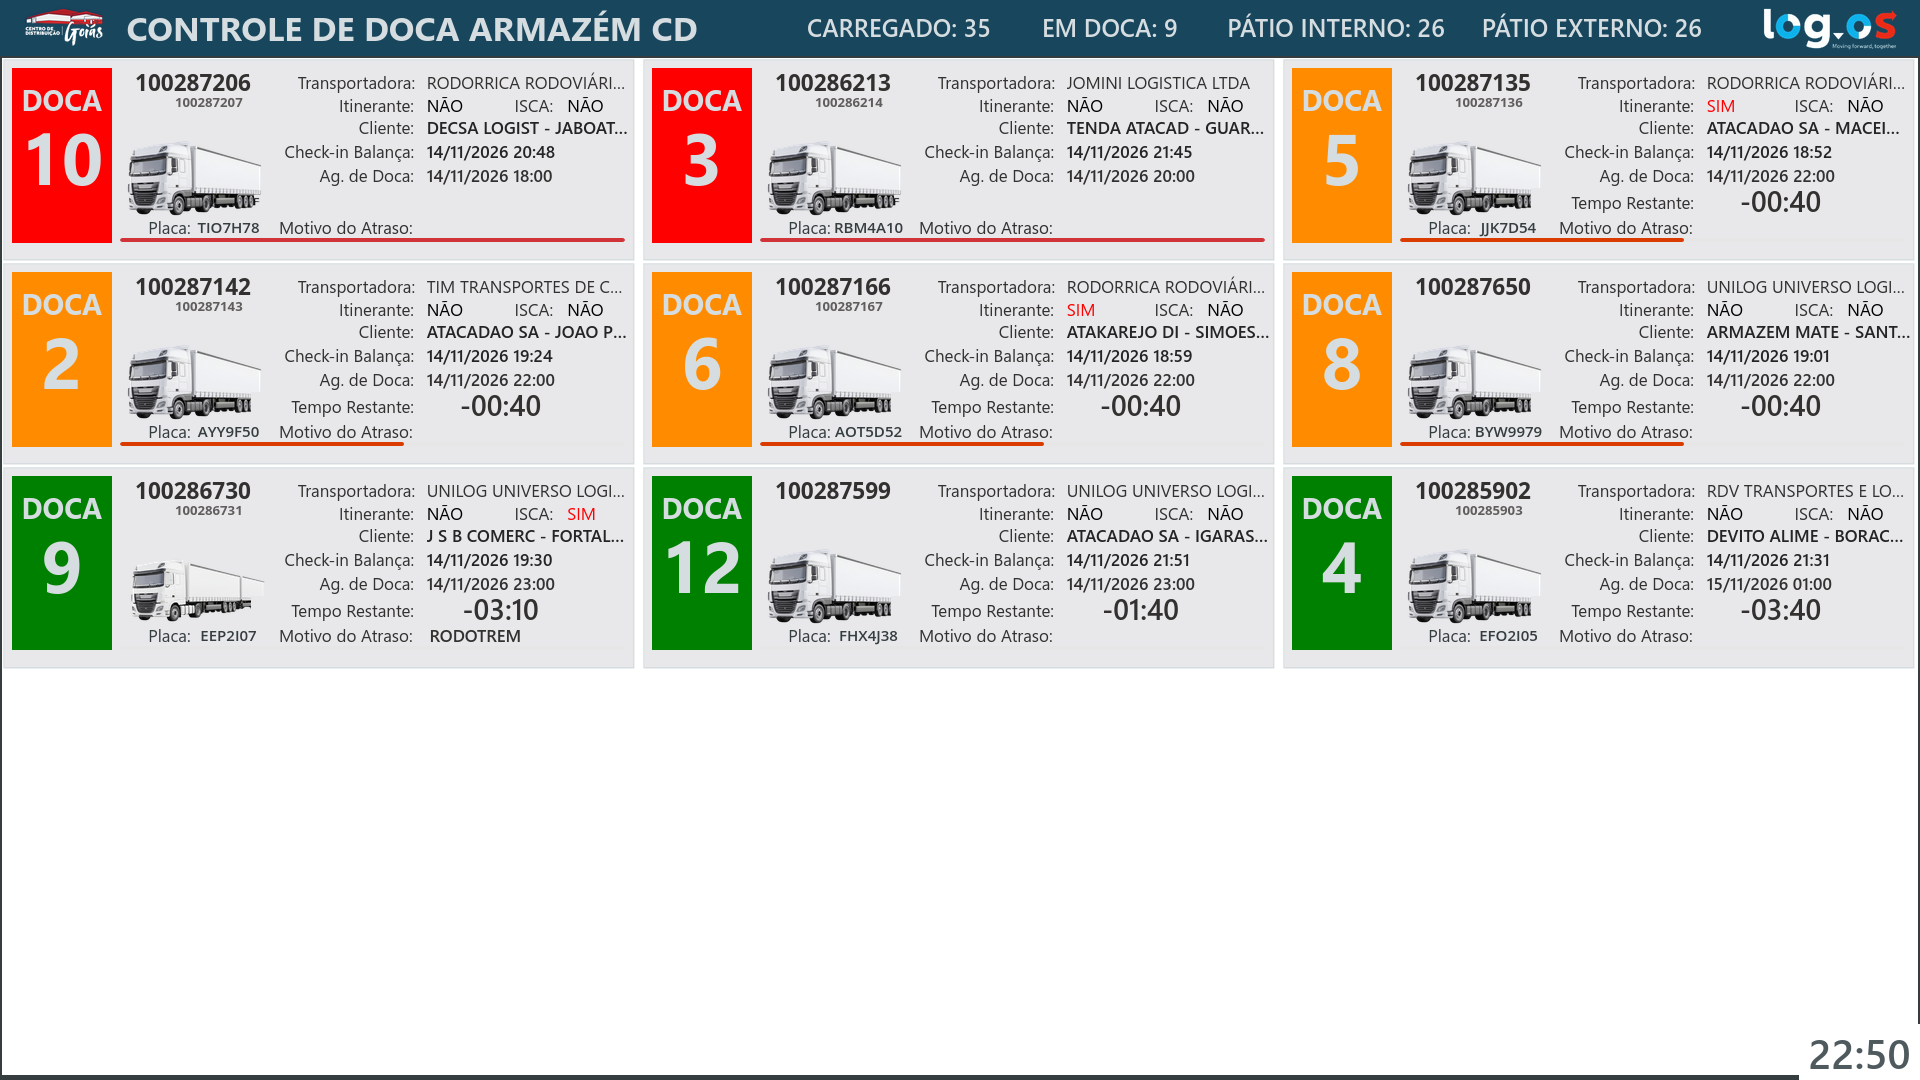 CENTRO DE DISTRIBUIÇÃO Goiás
CONTROLE DE DOCA ARMAZÉM CD
CARREGADO: 35
EM DOCA: 9
PÁTIO INTERNO: 26
PÁTIO EXTERNO: 26
log.os
Moving forward, together
DOCA
10
100287206
100287207
Transportadora: RODORRICA RODOVIÁRI...
Itinerante: NÃO ISCA: NÃO
Cliente: DECSA LOGIST - JABOAT...
Check-in Balança: 14/11/2026 20:48
Ag. de Doca: 14/11/2026 18:00
Placa: TIO7H78 Motivo do Atraso:
DOCA
3
100286213
100286214
Transportadora: JOMINI LOGISTICA LTDA
Itinerante: NÃO ISCA: NÃO
Cliente: TENDA ATACAD - GUAR...
Check-in Balança: 14/11/2026 21:45
Ag. de Doca: 14/11/2026 20:00
Placa: RBM4A10 Motivo do Atraso:
DOCA
5
100287135
100287136
Transportadora: RODORRICA RODOVIÁRI...
Itinerante: SIM ISCA: NÃO
Cliente: ATACADAO SA - MACEI...
Check-in Balança: 14/11/2026 18:52
Ag. de Doca: 14/11/2026 22:00
Tempo Restante: -00:40
Placa: JJK7D54 Motivo do Atraso:
DOCA
2
100287142
100287143
Transportadora: TIM TRANSPORTES DE C...
Itinerante: NÃO ISCA: NÃO
Cliente: ATACADAO SA - JOAO P...
Check-in Balança: 14/11/2026 19:24
Ag. de Doca: 14/11/2026 22:00
Tempo Restante: -00:40
Placa: AYY9F50 Motivo do Atraso:
DOCA
6
100287166
100287167
Transportadora: RODORRICA RODOVIÁRI...
Itinerante: SIM ISCA: NÃO
Cliente: ATAKAREJO DI - SIMOES...
Check-in Balança: 14/11/2026 18:59
Ag. de Doca: 14/11/2026 22:00
Tempo Restante: -00:40
Placa: AOT5D52 Motivo do Atraso:
DOCA
8
100287650
Transportadora: UNILOG UNIVERSO LOGI...
Itinerante: NÃO ISCA: NÃO
Cliente: ARMAZEM MATE - SANT...
Check-in Balança: 14/11/2026 19:01
Ag. de Doca: 14/11/2026 22:00
Tempo Restante: -00:40
Placa: BYW9979 Motivo do Atraso:
DOCA
9
100286730
100286731
Transportadora: UNILOG UNIVERSO LOGI...
Itinerante: NÃO ISCA: SIM
Cliente: J S B COMERC - FORTAL...
Check-in Balança: 14/11/2026 19:30
Ag. de Doca: 14/11/2026 23:00
Tempo Restante: -03:10
Placa: EEP2I07 Motivo do Atraso: RODOTREM
DOCA
12
100287599
Transportadora: UNILOG UNIVERSO LOGI...
Itinerante: NÃO ISCA: NÃO
Cliente: ATACADAO SA - IGARAS...
Check-in Balança: 14/11/2026 21:51
Ag. de Doca: 14/11/2026 23:00
Tempo Restante: -01:40
Placa: FHX4J38 Motivo do Atraso:
DOCA
4
100285902
100285903
Transportadora: RDV TRANSPORTES E LO...
Itinerante: NÃO ISCA: NÃO
Cliente: DEVITO ALIME - BORAC...
Check-in Balança: 14/11/2026 21:31
Ag. de Doca: 15/11/2026 01:00
Tempo Restante: -03:40
Placa: EFO2I05 Motivo do Atraso:
22:50